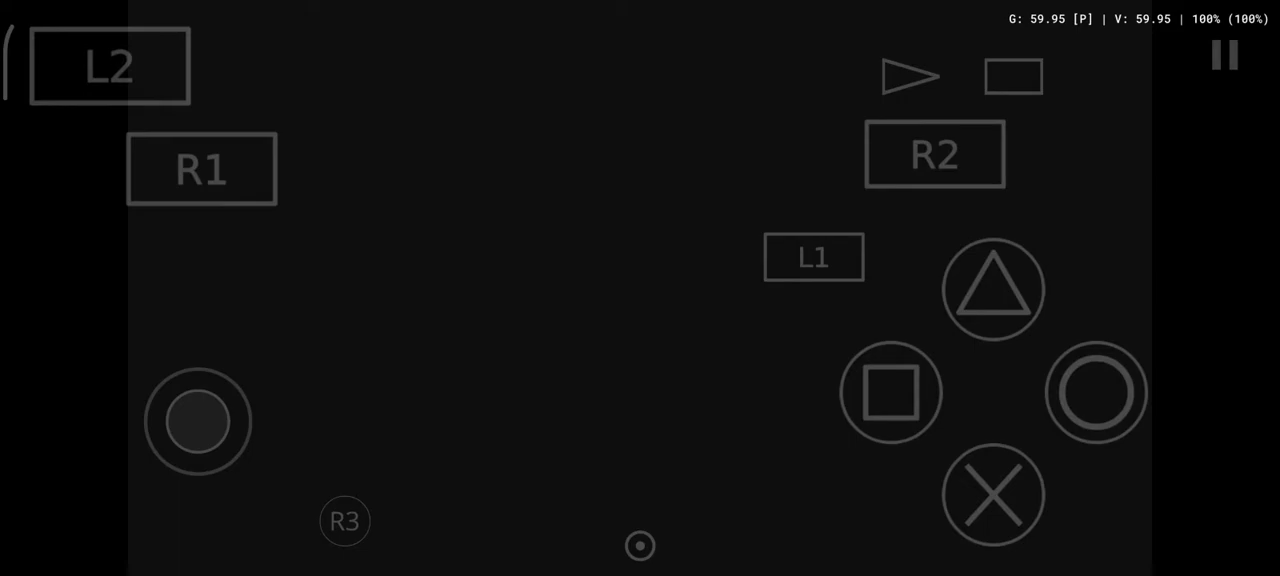 G: 59.95 [P] | V: 59.95 | 100% (100%)
L2
R1
R2
L1
R3